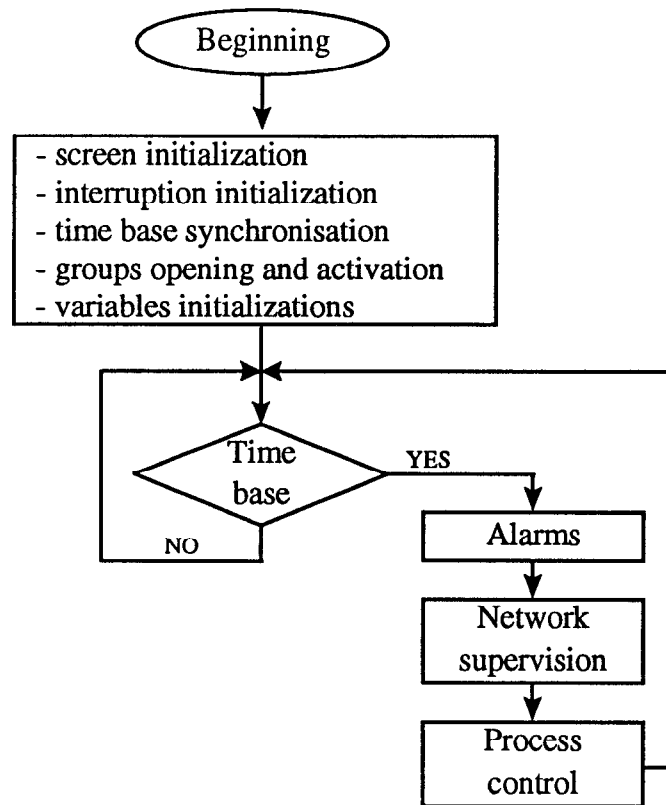 Beginning
- screen initialization
- interruption initialization
- time base synchronisation
- groups opening and activation
- variables initializations
Time
base
YES
NO
Alarms
Network
supervision
Process
control